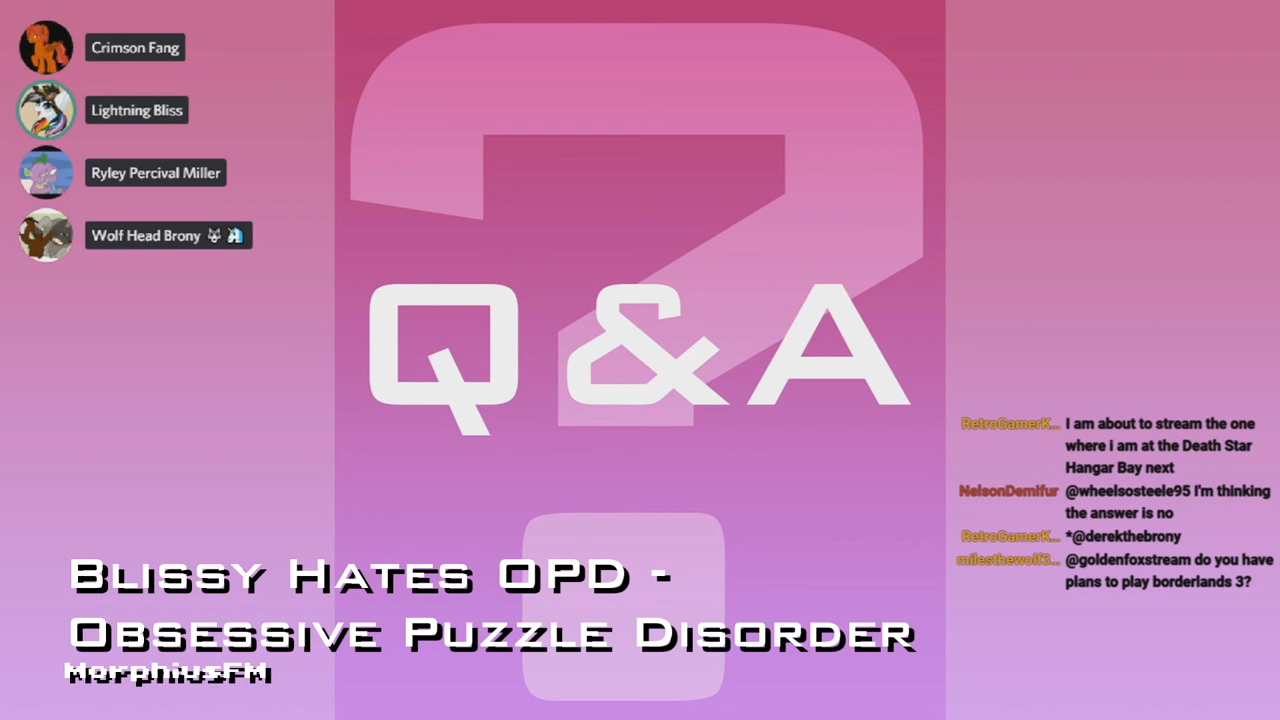 Crimson Fang
Lightning Bliss
Ryley Percival Miller
Wolf Head Brony 🐺 🦄
Q & A
RetroGamerK... I am about to stream the one
where i am at the Death Star
Hangar Bay next
NelsonDemifur @wheelsosteele95 I'm thinking
the answer is no
RetroGamerK... *@derekthebrony
milesthewolf3... @goldenfoxstream do you have
plans to play borderlands 3?
Blissy Hates OPD -
Obsessive Puzzle Disorder
MorphiusFM